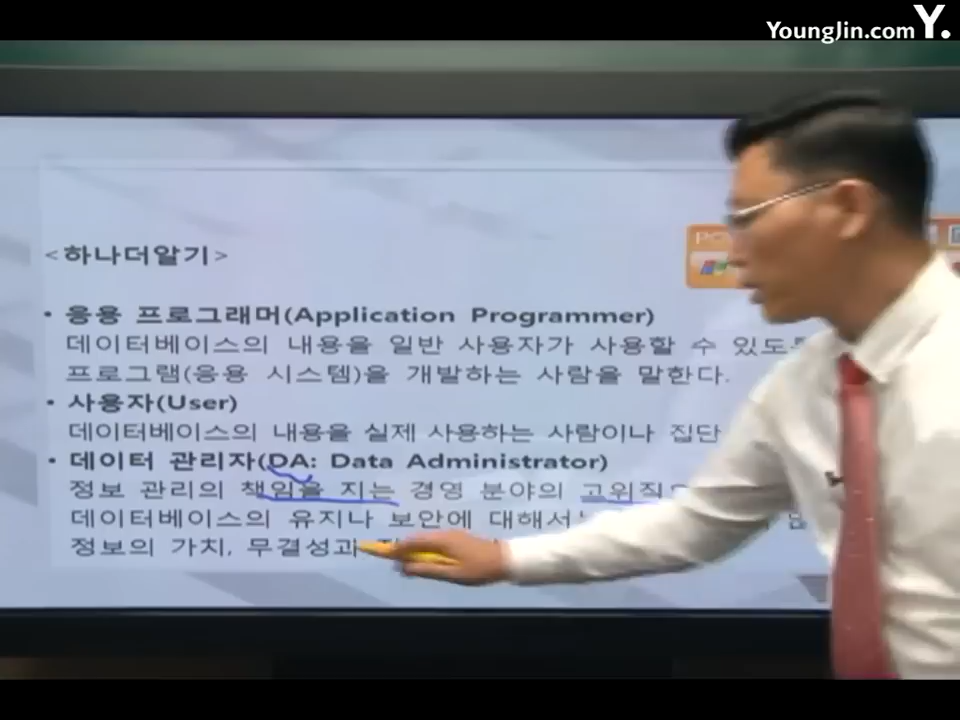 YoungJin.com Y.
<하나더알기>
• 응용 프로그래머(Application Programmer)
데이터베이스의 내용을 일반 사용자가 사용할 수 있도록
프로그램(응용 시스템)을 개발하는 사람을 말한다.
• 사용자(User)
데이터베이스의 내용을 실제 사용하는 사람이나 집단
• 데이터 관리자(DA: Data Administrator)
정보 관리의 책임을 지는 경영 분야의 고위직
데이터베이스의 유지나 보안에 대해서
정보의 가치, 무결성과